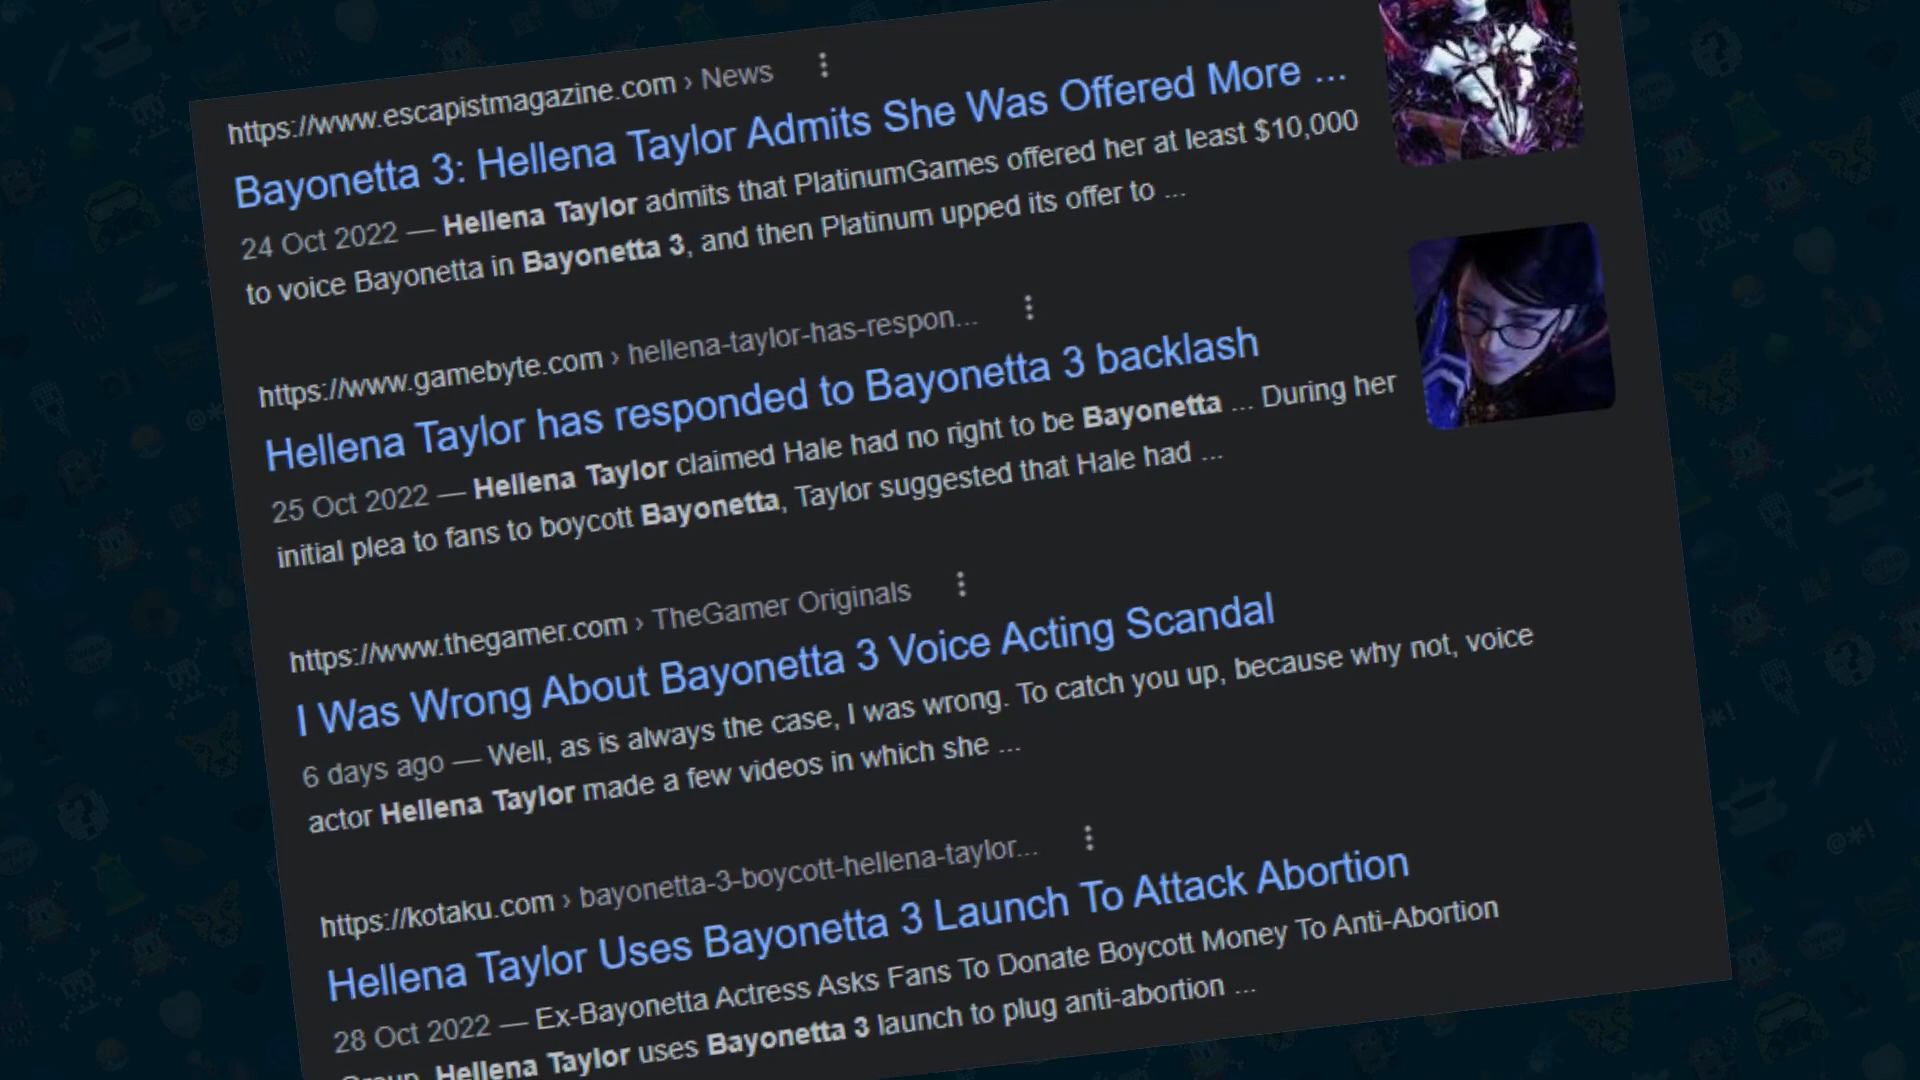 https://www.escapistmagazine.com › News
Bayonetta 3: Hellena Taylor Admits She Was Offered More ...
24 Oct 2022 — Hellena Taylor admits that PlatinumGames offered her at least $10,000
to voice Bayonetta in Bayonetta 3, and then Platinum upped its offer to ...
https://www.gamebyte.com › hellena-taylor-has-respon...
Hellena Taylor has responded to Bayonetta 3 backlash
25 Oct 2022 — Hellena Taylor claimed Hale had no right to be Bayonetta ... During her
initial plea to fans to boycott Bayonetta, Taylor suggested that Hale had ...
https://www.thegamer.com › TheGamer Originals
I Was Wrong About Bayonetta 3 Voice Acting Scandal
6 days ago — Well, as is always the case, I was wrong. To catch you up, because why not, voice
actor Hellena Taylor made a few videos in which she ...
https://kotaku.com › bayonetta-3-boycott-hellena-taylor...
Hellena Taylor Uses Bayonetta 3 Launch To Attack Abortion
28 Oct 2022 — Ex-Bayonetta Actress Asks Fans To Donate Boycott Money To Anti-Abortion
Group. Hellena Taylor uses Bayonetta 3 launch to plug anti-abortion ...